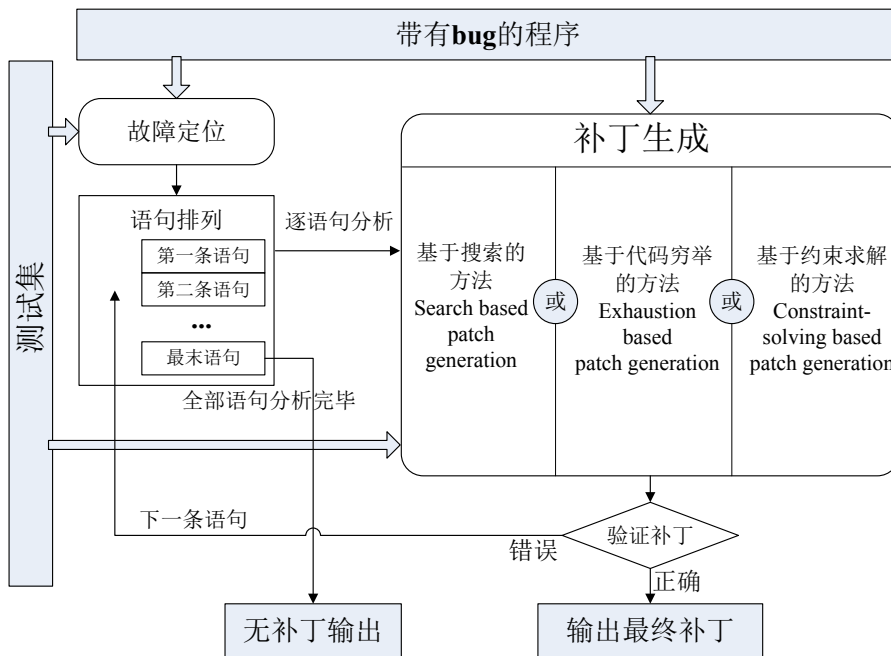 带有bug的程序
测试集
故障定位
语句排列
第一条语句
第二条语句
...
最末语句
逐语句分析
全部语句分析完毕
补丁生成
基于搜索的
方法
Search based
patch
generation
或
基于代码穷举
的方法
Exhaustion
based
patch generation
或
基于约束求解
的方法
Constraint-
solving based
patch generation
验证补丁
错误
下一条语句
正确
无补丁输出
输出最终补丁